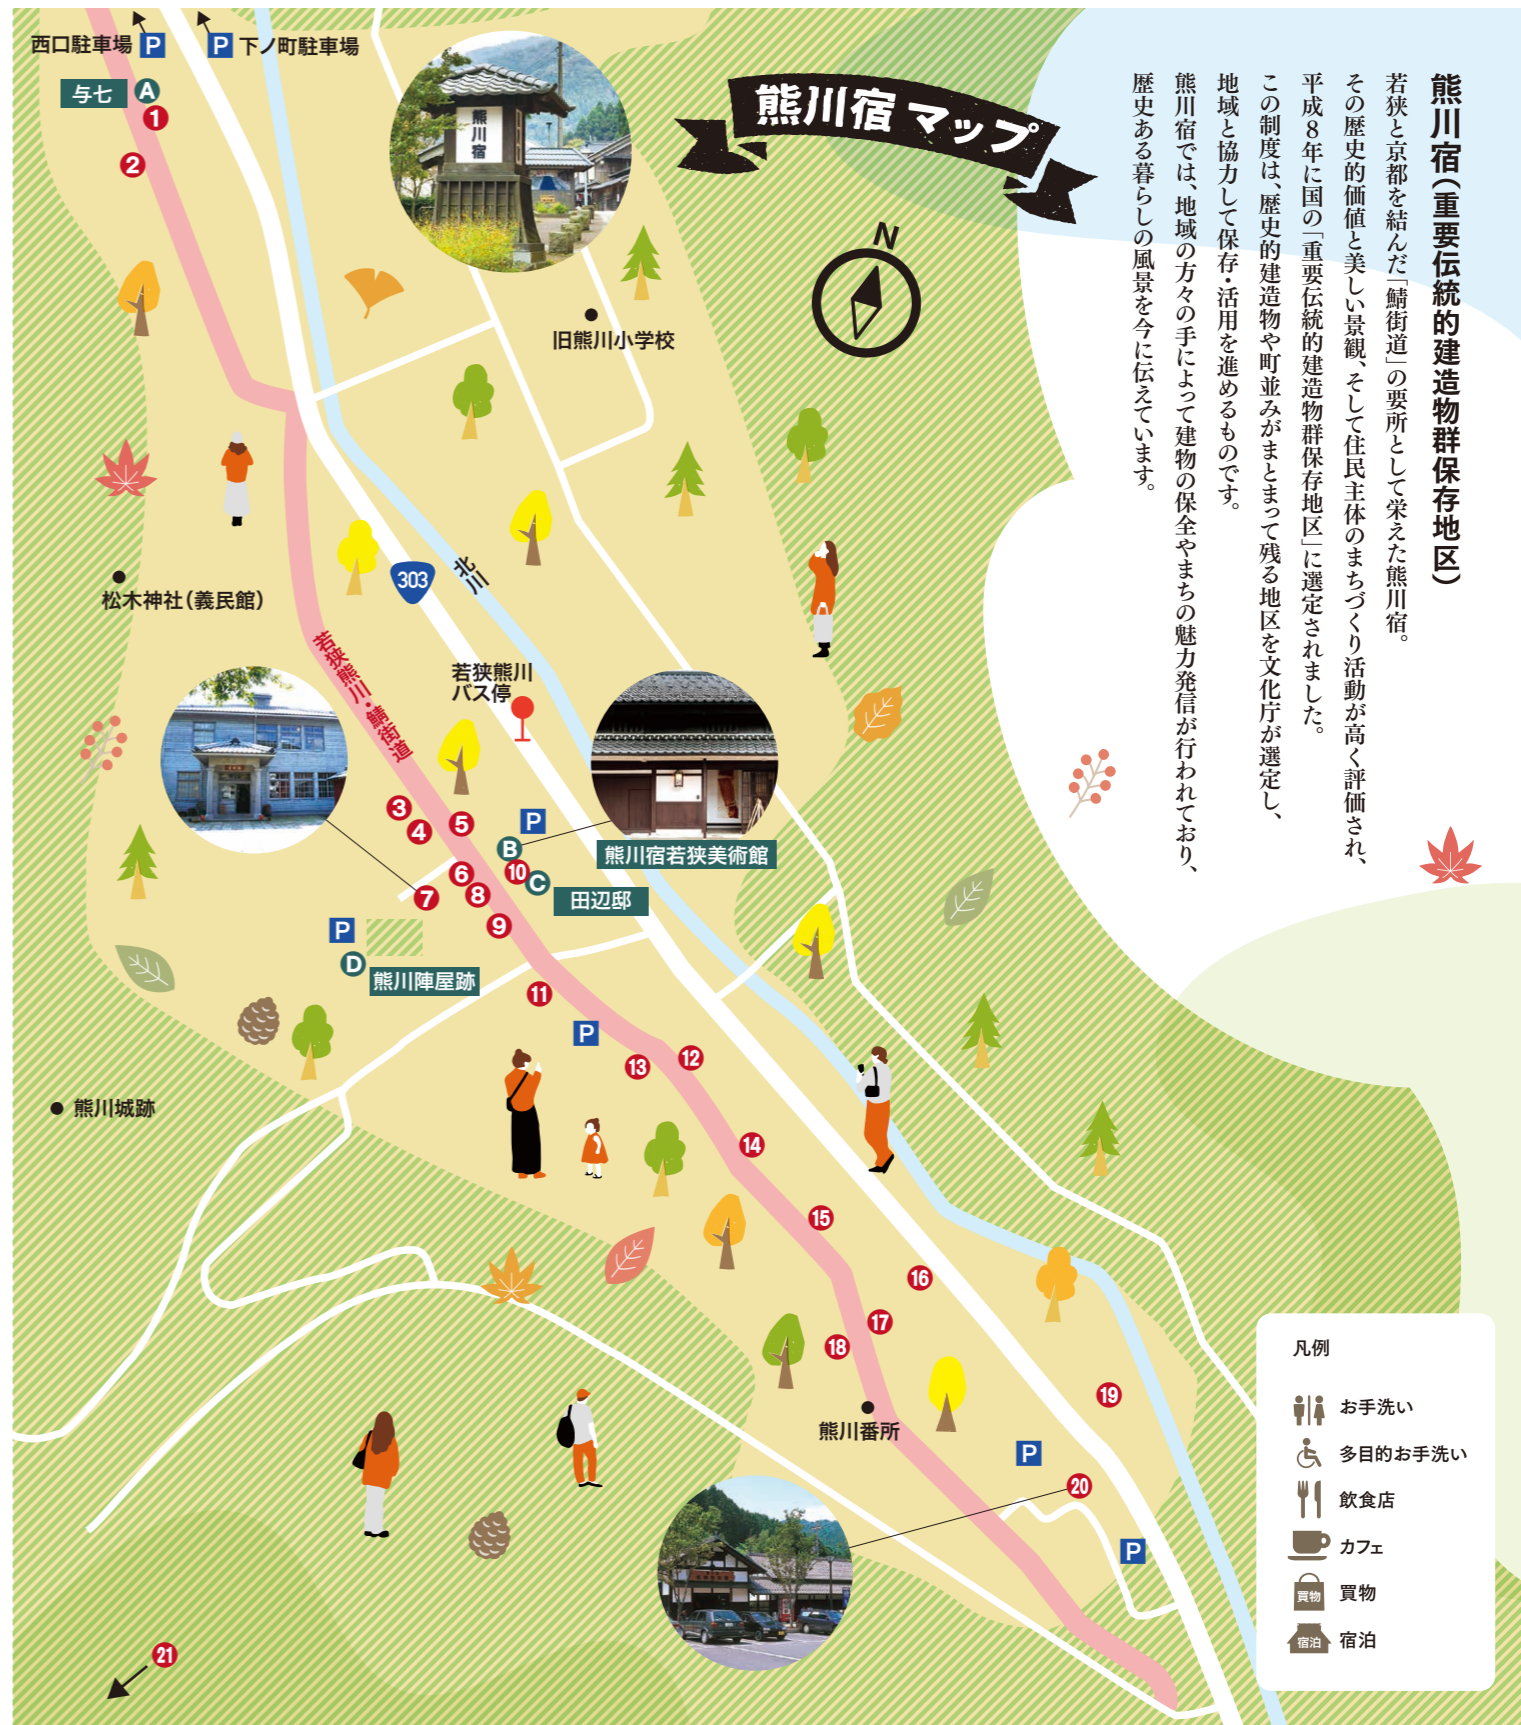 熊川宿 マップ
熊川宿（重要伝統的建造物群保存地区）
若狭と京都を結んだ「鯖街道」の要所として栄えた熊川宿。
その歴史的価値と美しい景観、そして住民主体のまちづくり活動が高く評価され、
平成８年に国の「重要伝統的建造物群保存地区」に選定されました。
この制度は、歴史的建造物や町並みがまとまって残る地区を文化庁が選定し、
地域と協力して保存・活用を進めるものです。
熊川宿では、地域の方々の手によって建物の保全やまちの魅力発信が行われており、
歴史ある暮らしの風景を今に伝えています。
西口駐車場 P
P 下ノ町駐車場
与七 A
1
2
熊川宿
N
旧熊川小学校
303
北川
松木神社（義民館）
若狭熊川・鯖街道
若狭熊川
バス停
3
4
5
P
B
熊川宿若狭美術館
6
10
C
7
8
田辺邸
9
P
D
熊川陣屋跡
11
P
12
13
熊川城跡
14
15
16
17
18
19
熊川番所
P
20
P
21
凡例
お手洗い
多目的お手洗い
飲食店
カフェ
買物 買物
宿泊 宿泊